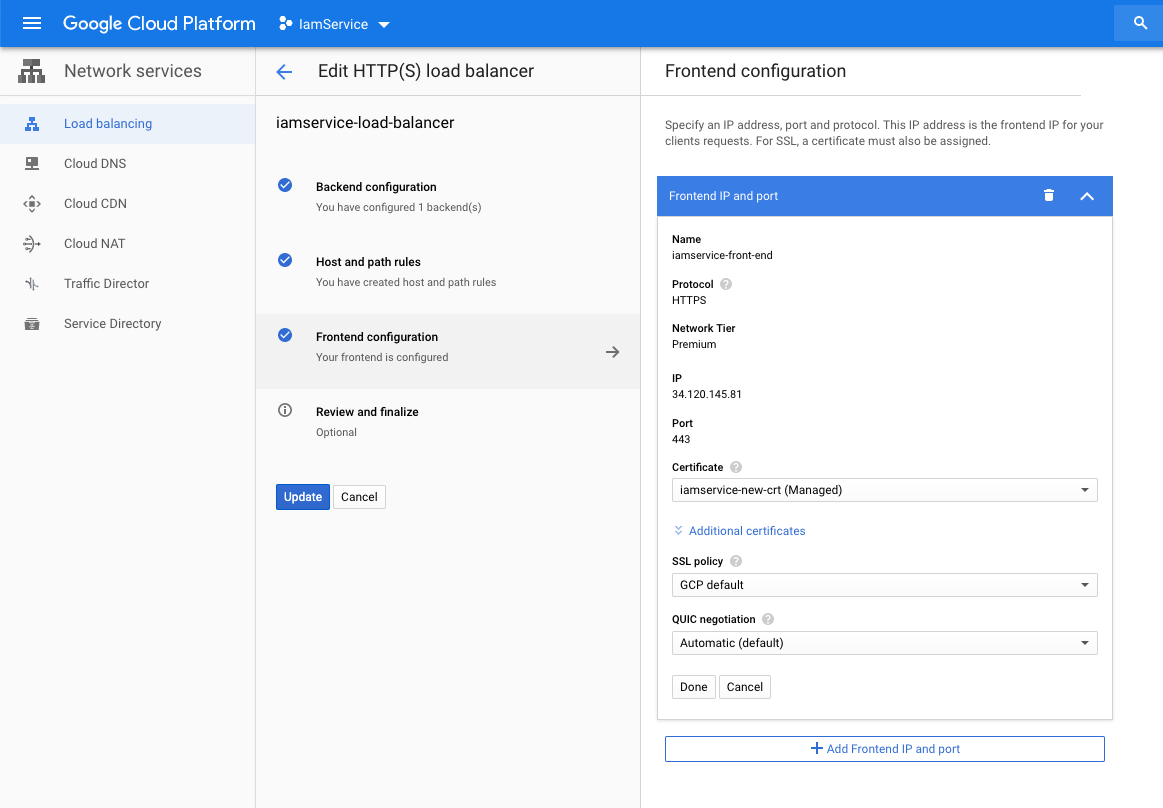 Google Cloud Platform
IamService
Network services
Load balancing
Cloud DNS
Cloud CDN
Cloud NAT
Traffic Director
Service Directory
Edit HTTP(S) load balancer
iamservice-load-balancer
Backend configuration
You have configured 1 backend(s)
Host and path rules
You have created host and path rules
Frontend configuration
Your frontend is configured
Review and finalize
Optional
Update
Cancel
Frontend configuration
Specify an IP address, port and protocol. This IP address is the frontend IP for your
clients requests. For SSL, a certificate must also be assigned.
Frontend IP and port
Name
iamservice-front-end
Protocol ?
HTTPS
Network Tier
Premium
IP
34.120.145.81
Port
443
Certificate ?
iamservice-new-crt (Managed)
Additional certificates
SSL policy ?
GCP default
QUIC negotiation ?
Automatic (default)
Done
Cancel
+ Add Frontend IP and port